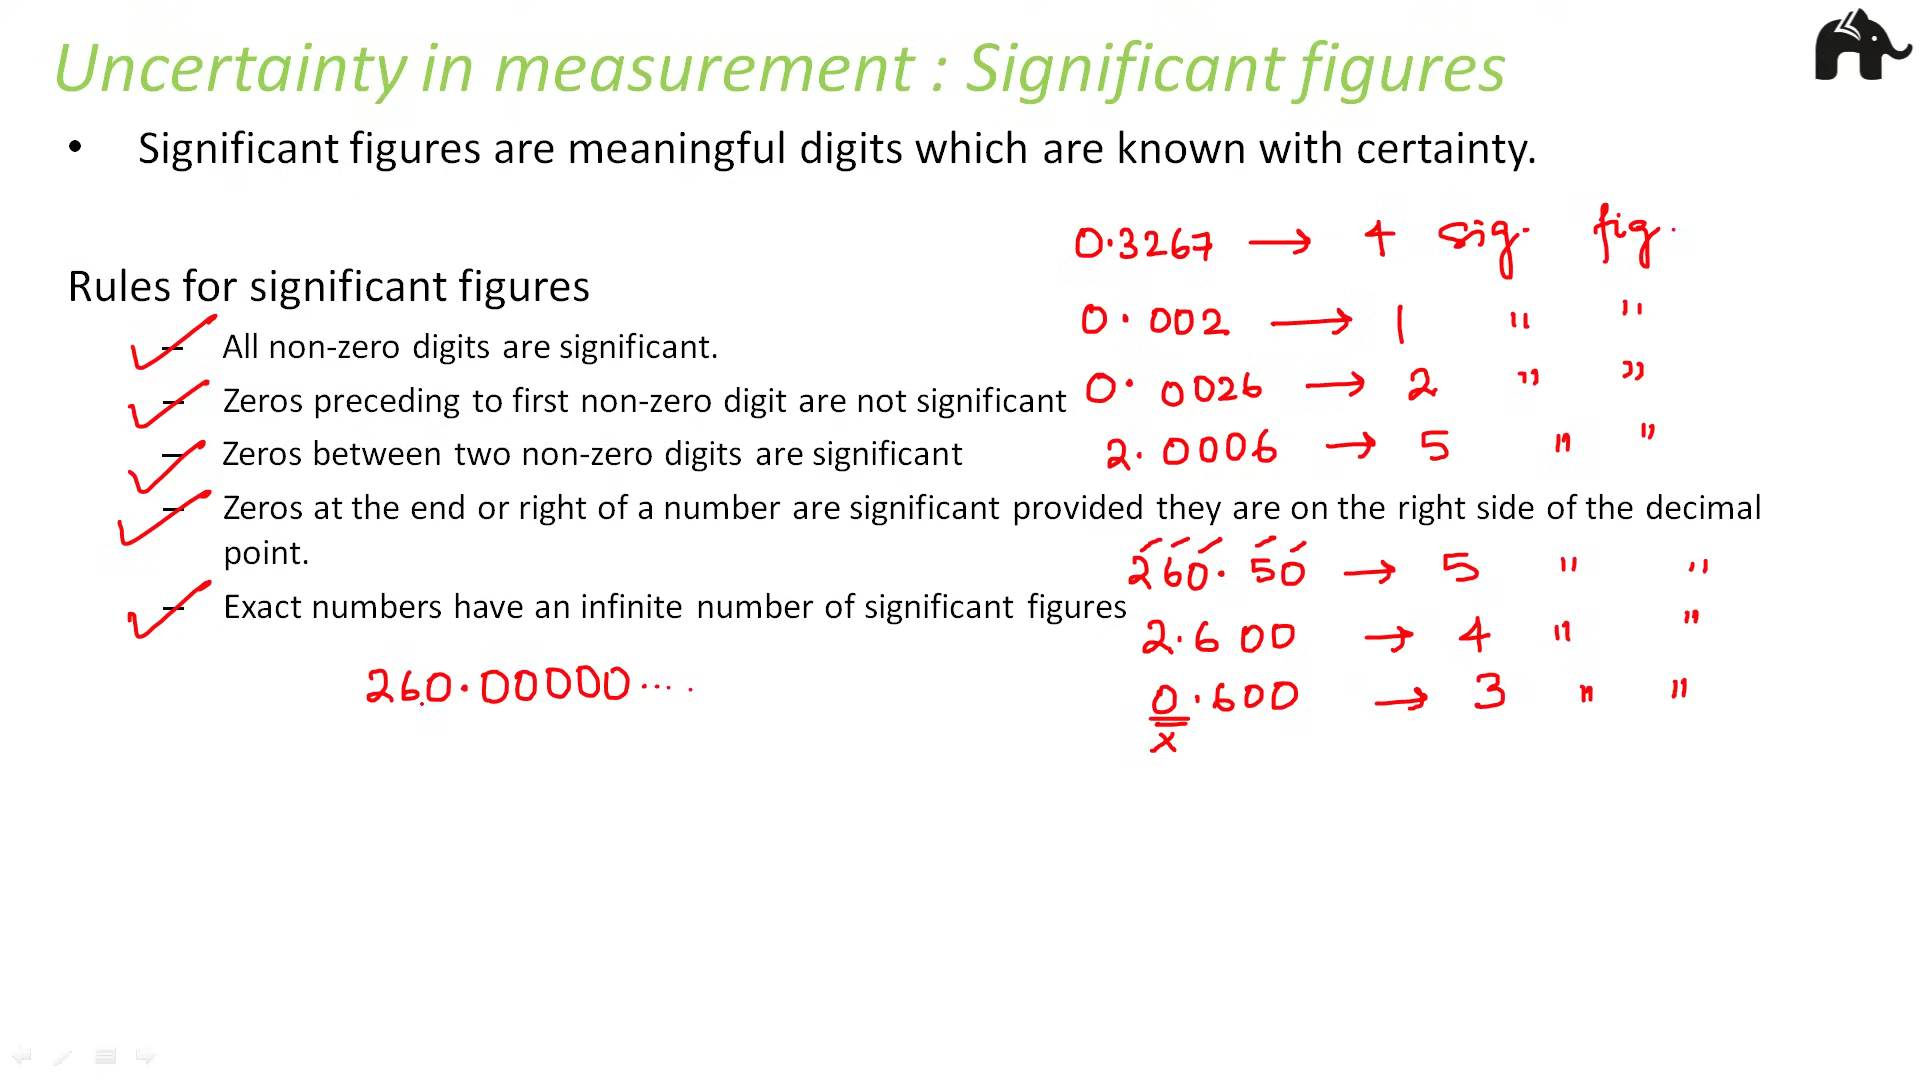 Uncertainty in measurement : Significant figures
• Significant figures are meaningful digits which are known with certainty.
0.3267 → 4 sig. fig.
Rules for significant figures
0.002 → 1 " "
– All non-zero digits are significant.
– Zeros preceding to first non-zero digit are not significant
0.0026 → 2 " "
– Zeros between two non-zero digits are significant
2.0006 → 5 " "
– Zeros at the end or right of a number are significant provided they are on the right side of the decimal
point.
260.50 → 5 " "
– Exact numbers have an infinite number of significant figures
2.600 → 4 " "
260.00000.....
0.600 → 3 " "
x